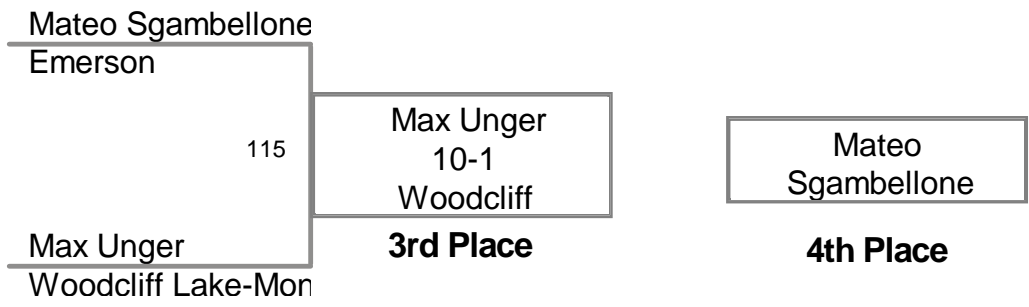 Mateo Sgambellone
Emerson
115
Max Unger
Woodcliff Lake-Mon
Max Unger
10-1
Woodcliff
3rd Place
Mateo
Sgambellone
4th Place